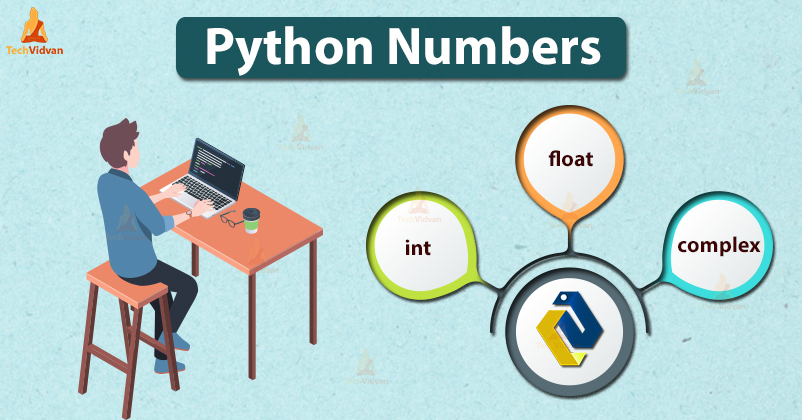 TechVidvan
Python Numbers
float
int
complex